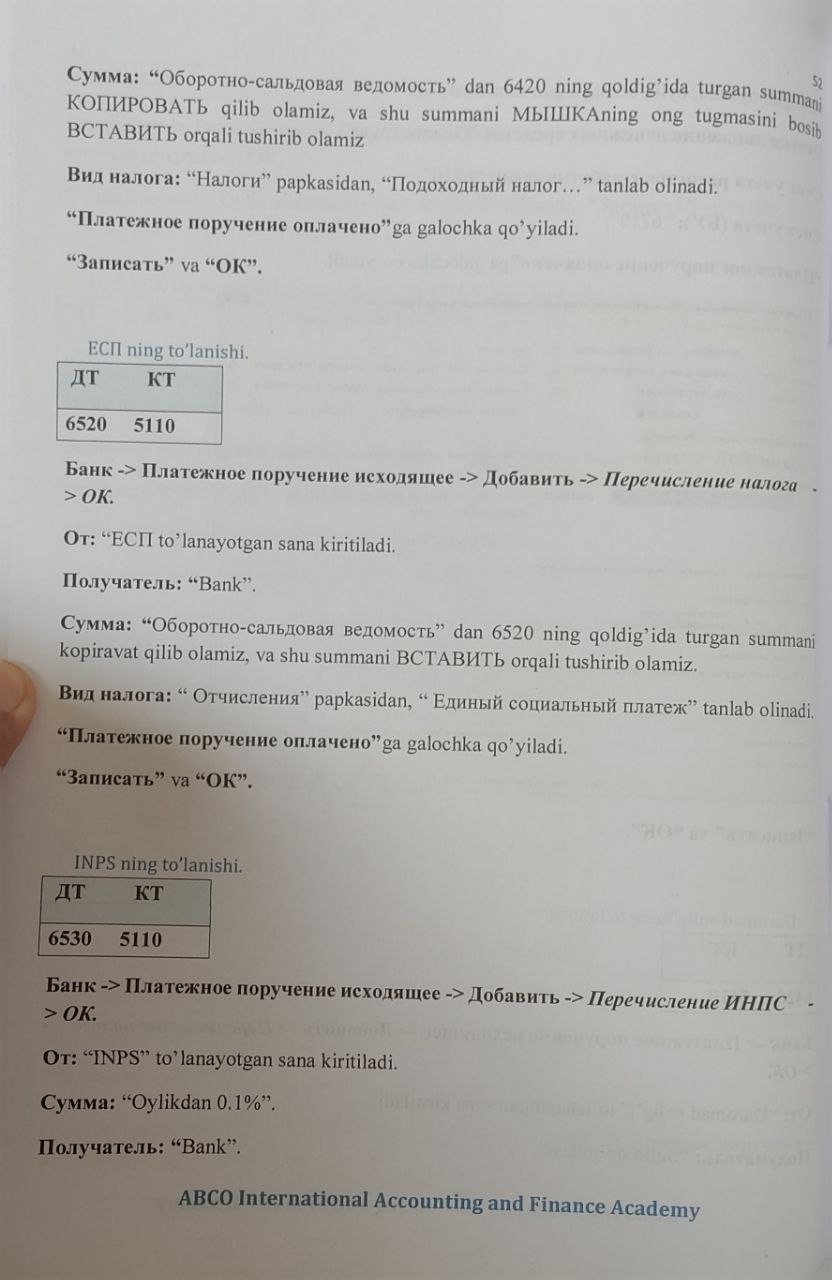 52
Сумма: “Оборотно-сальдовая ведомость” dan 6420 ning qoldig’ida turgan summani
КОПИРОВАТЬ qilib olamiz, va shu summani МЫШКАning ong tugmasini bosib
ВСТАВИТЬ orqali tushirib olamiz
Вид налога: “Налоги” papkasidan, “Подоходный налог…” tanlab olinadi.
“Платежное поручение оплачено”ga galochka qo’yiladi.
“Записать” va “ОК”.
ЕСП ning to’lanishi.
ДТ КТ
6520 5110
Банк -> Платежное поручение исходящее -> Добавить -> Перечисление налога -
> ОК.
От: “ЕСП to’lanayotgan sana kiritiladi.
Получатель: “Bank”.
Сумма: “Оборотно-сальдовая ведомость” dan 6520 ning qoldig’ida turgan summani
kopiravat qilib olamiz, va shu summani ВСТАВИТЬ orqali tushirib olamiz.
Вид налога: “ Отчисления” papkasidan, “ Единый социальный платеж” tanlab olinadi.
“Платежное поручение оплачено”ga galochka qo’yiladi.
“Записать” va “ОК”.
INPS ning to’lanishi.
ДТ КТ
6530 5110
Банк -> Платежное поручение исходящее -> Добавить -> Перечисление ИНПС -
> ОК.
От: “INPS” to’lanayotgan sana kiritiladi.
Сумма: “Oylikdan 0.1%”.
Получатель: “Bank”.
ABCO International Accounting and Finance Academy